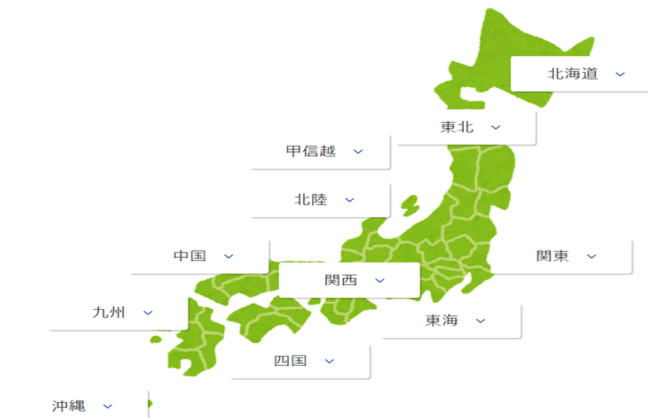 北海道
東北
甲信越
北陸
中国
関東
関西
九州
東海
四国
沖縄